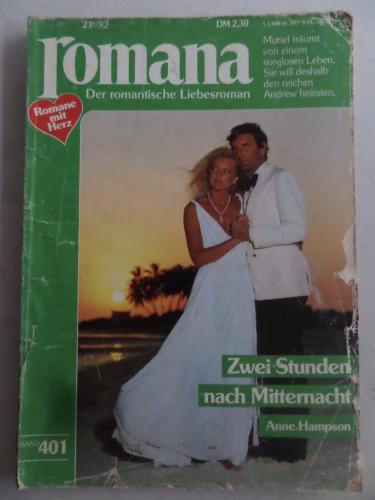 231/82
DM 2,30
romana
Der romantische Liebesroman
Romane
mit
Herz
Muriel träumt
von einem
sorglosen Leben.
Sie will deshalb
den reichen
Andrew heiraten.
Zwei Stunden
nach Mitternacht
Anne Hampson
BAND 401